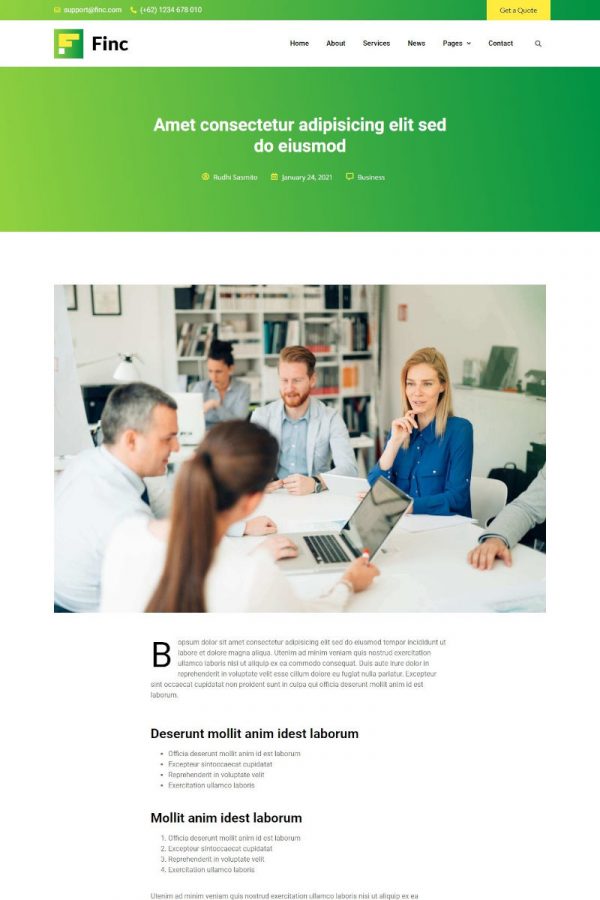 support@finc.com (+62) 1234 678 010 Get a Quote
Finc Home About Services News Pages Contact
Amet consectetur adipisicing elit sed
do eiusmod
Rudhi Sasmito January 24, 2021 Business
Bopsum dolor sit amet consectetur adipisicing elit sed do eiusmod tempor incididunt ut
labore et dolore magna aliqua. Utenim ad minim veniam quis nostrud exercitation
ullamco laboris nisi ut aliquip ex ea commodo consequat. Duis aute irure dolor in
reprehenderit in voluptate velit esse cillum dolore eu fugiat nulla pariatur. Excepteur
sint occaecat cupidatat non proident sunt in culpa qui officia deserunt mollit anim id est
laborum.
Deserunt mollit anim idest laborum
• Officia deserunt mollit anim id est laborum
• Excepteur sintoccaecat cupidatat
• Reprehenderit in voluptate velit
• Exercitation ullamco laboris
Mollit anim idest laborum
1. Officia deserunt mollit anim id est laborum
2. Excepteur sintoccaecat cupidatat
3. Reprehenderit in voluptate velit
4. Exercitation ullamco laboris
Utenim ad minim veniam quis nostrud exercitation ullamco laboris nisi ut aliquip ex ea